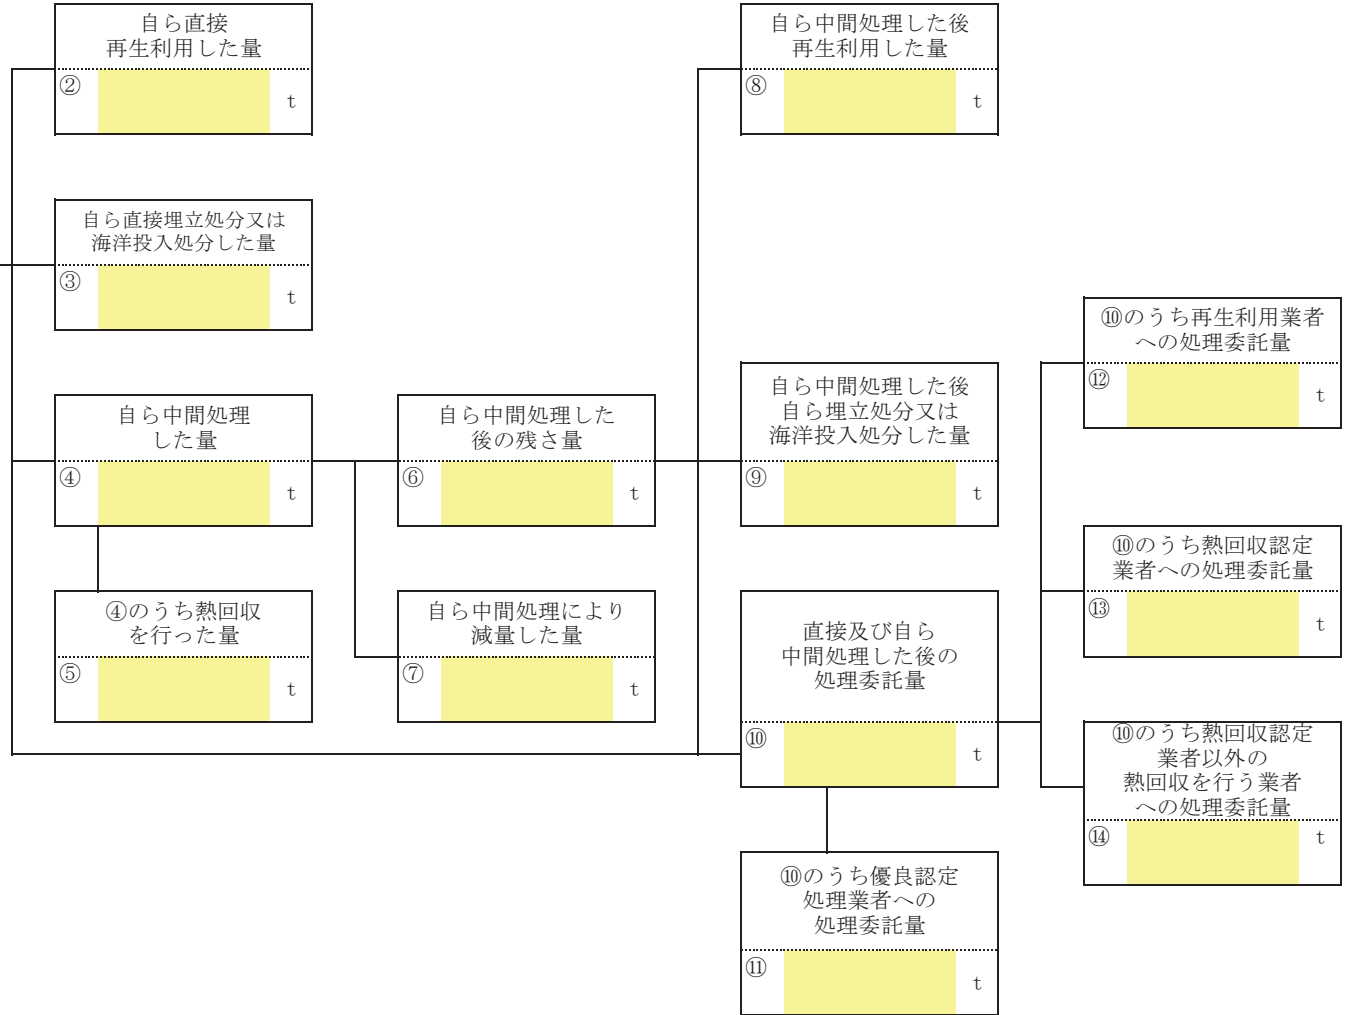 自ら直接
再生利用した量
②
t
自ら直接埋立処分又は
海洋投入処分した量
③
t
自ら中間処理
した量
④
t
④のうち熱回収
を行った量
⑤
t
自ら中間処理した
後の残さ量
⑥
t
自ら中間処理により
減量した量
⑦
t
自ら中間処理した後
再生利用した量
⑧
t
自ら中間処理した後
自ら埋立処分又は
海洋投入処分した量
⑨
t
直接及び自ら
中間処理した後の
処理委託量
⑩
t
⑩のうち優良認定
処理業者への
処理委託量
⑪
t
⑩のうち再生利用業者
への処理委託量
⑫
t
⑩のうち熱回収認定
業者への処理委託量
⑬
t
⑩のうち熱回収認定
業者以外の
熱回収を行う業者
への処理委託量
⑭
t